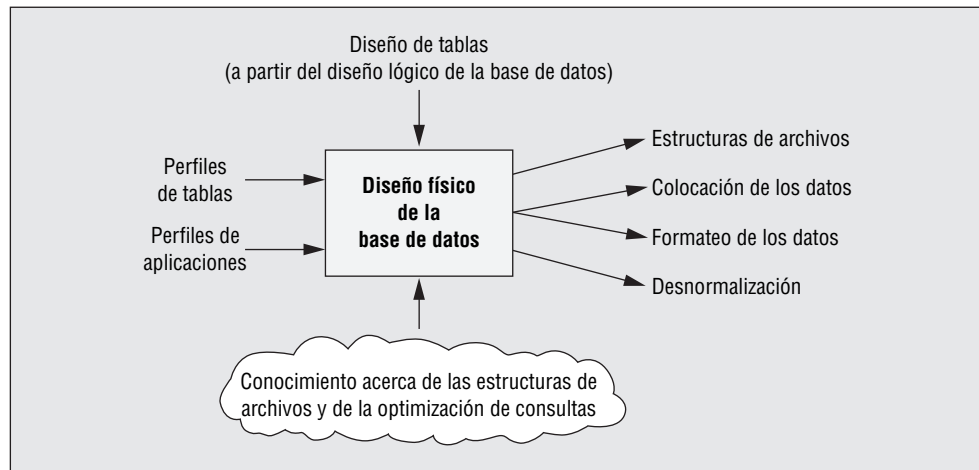 Diseño de tablas
(a partir del diseño lógico de la base de datos)
Perfiles
de tablas
Perfiles de
aplicaciones
Diseño físico
de la
base de datos
Estructuras de archivos
Colocación de los datos
Formateo de los datos
Desnormalización
Conocimiento acerca de las estructuras de
archivos y de la optimización de consultas